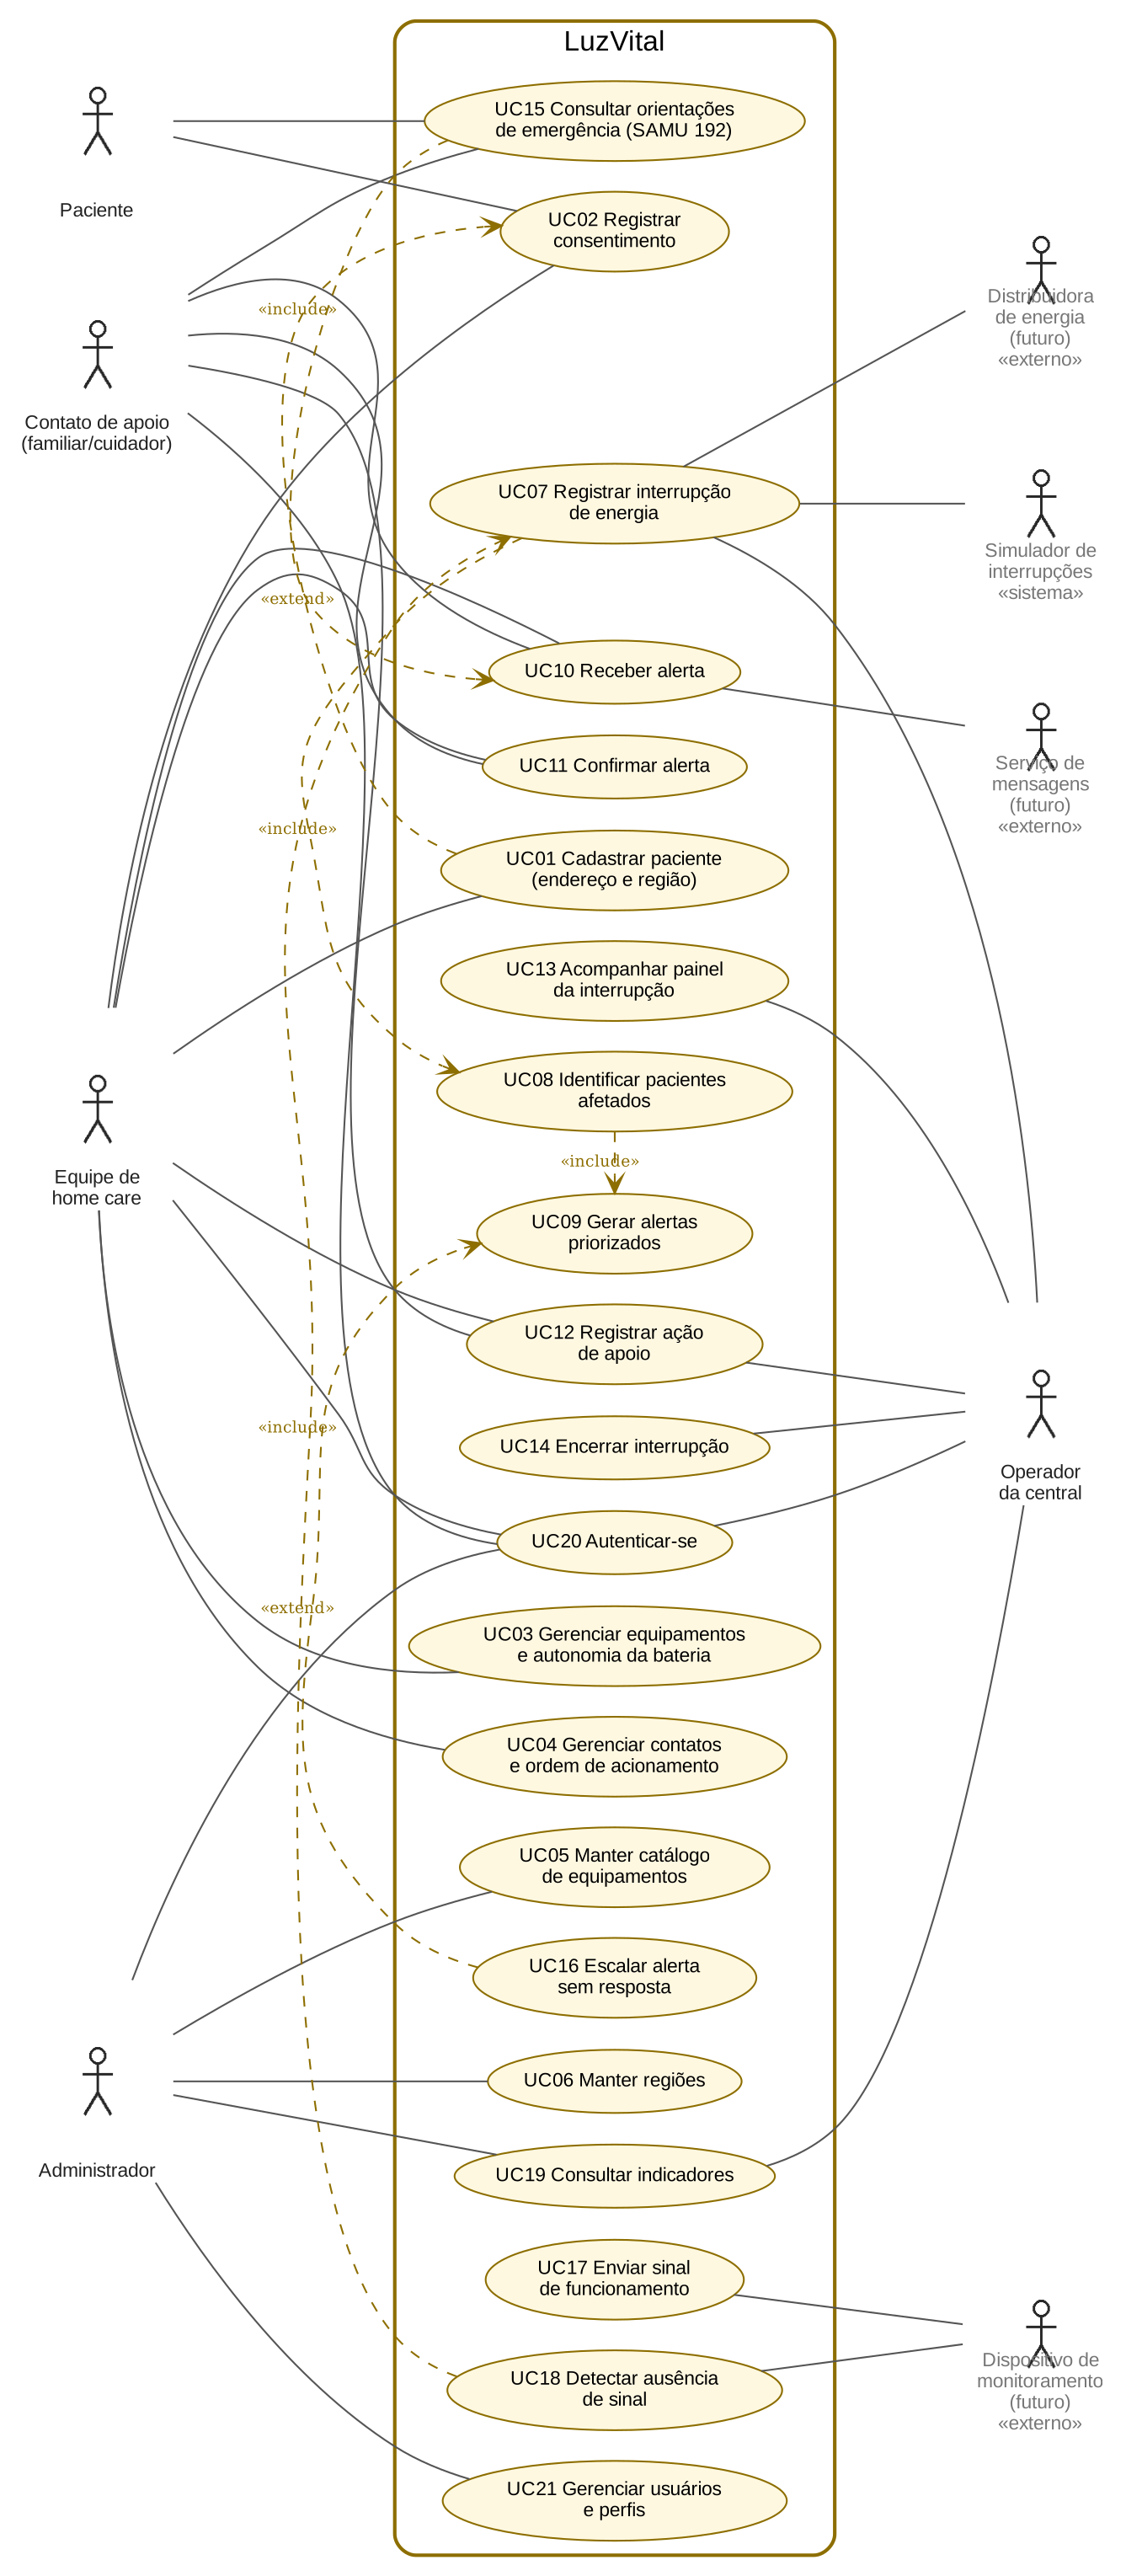 LuzVital
UC15 Consultar orientações
de emergência (SAMU 192)
Paciente
UC02 Registrar
consentimento
«include»
Distribuidora
de energia
(futuro)
«externo»
Contato de apoio
(familiar/cuidador)
UC07 Registrar interrupção
de energia
Simulador de
interrupções
«sistema»
«extend»
UC10 Receber alerta
UC11 Confirmar alerta
Serviço de
mensagens
(futuro)
«externo»
«include»
UC01 Cadastrar paciente
(endereço e região)
UC13 Acompanhar painel
da interrupção
UC08 Identificar pacientes
afetados
«include»
Equipe de
home care
UC09 Gerar alertas
priorizados
UC12 Registrar ação
de apoio
«include»
UC14 Encerrar interrupção
Operador
da central
UC20 Autenticar-se
«extend»
UC03 Gerenciar equipamentos
e autonomia da bateria
UC04 Gerenciar contatos
e ordem de acionamento
UC05 Manter catálogo
de equipamentos
UC16 Escalar alerta
sem resposta
UC06 Manter regiões
Administrador
UC19 Consultar indicadores
UC17 Enviar sinal
de funcionamento
UC18 Detectar ausência
de sinal
Dispositivo de
monitoramento
(futuro)
«externo»
UC21 Gerenciar usuários
e perfis